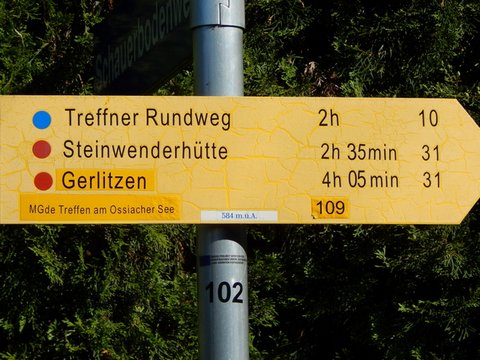 Schauerbodenwe
Treffner Rundweg 2h 10
Steinwenderhütte 2h 35min 31
Gerlitzen 4h 05min 31
MGde Treffen am Ossiacher See 584 m.ü.A. 109
102